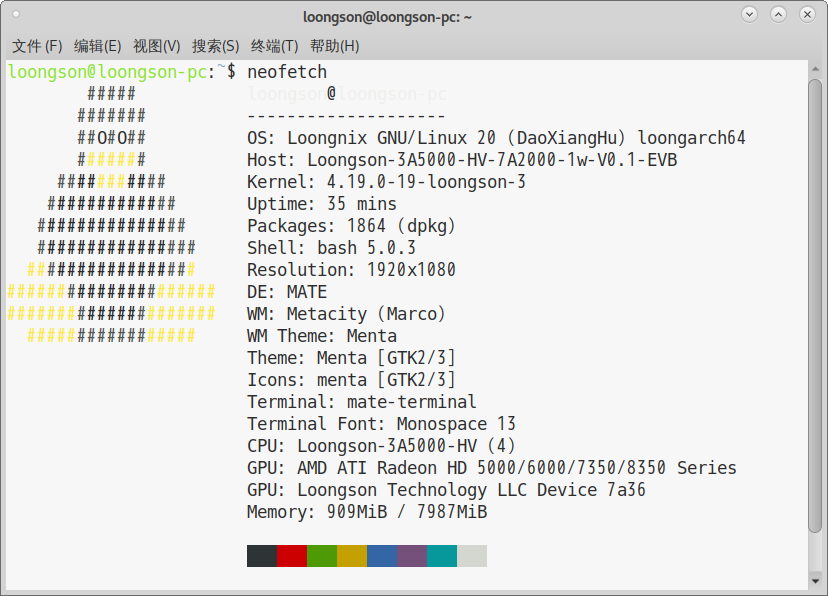 loongson@loongson-pc: ~
文件(F) 编辑(E) 视图(V) 搜索(S) 终端(T) 帮助(H)
loongson@loongson-pc:~$ neofetch
##### loongson@loongson-pc
####### --------------------
##O#O## OS: Loongnix GNU/Linux 20 (DaoXiangHu) loongarch64
####### Host: Loongson-3A5000-HV-7A2000-1w-V0.1-EVB
########### Kernel: 4.19.0-19-loongson-3
############# Uptime: 35 mins
############### Packages: 1864 (dpkg)
################ Shell: bash 5.0.3
################# Resolution: 1920x1080
##################### DE: MATE
##################### WM: Metacity (Marco)
################# WM Theme: Menta
Theme: Menta [GTK2/3]
Icons: menta [GTK2/3]
Terminal: mate-terminal
Terminal Font: Monospace 13
CPU: Loongson-3A5000-HV (4)
GPU: AMD ATI Radeon HD 5000/6000/7350/8350 Series
GPU: Loongson Technology LLC Device 7a36
Memory: 909MiB / 7987MiB